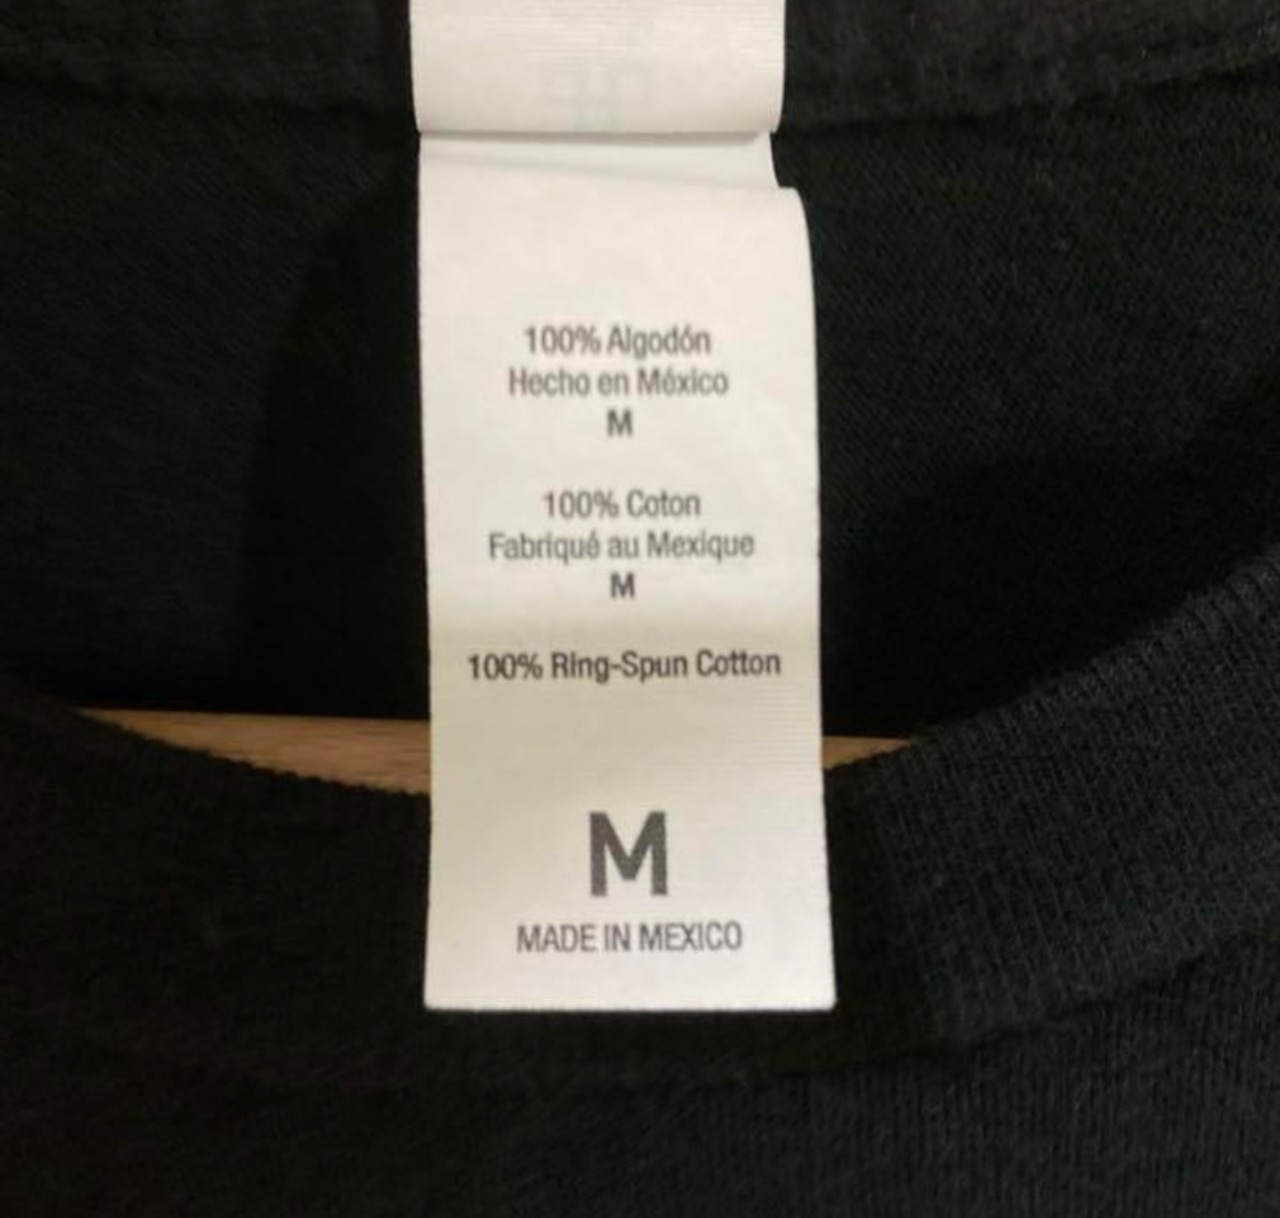 100% Algodón
Hecho en México
M
100% Coton
Fabriqué au Mexique
M
100% Ring-Spun Cotton
M
MADE IN MEXICO